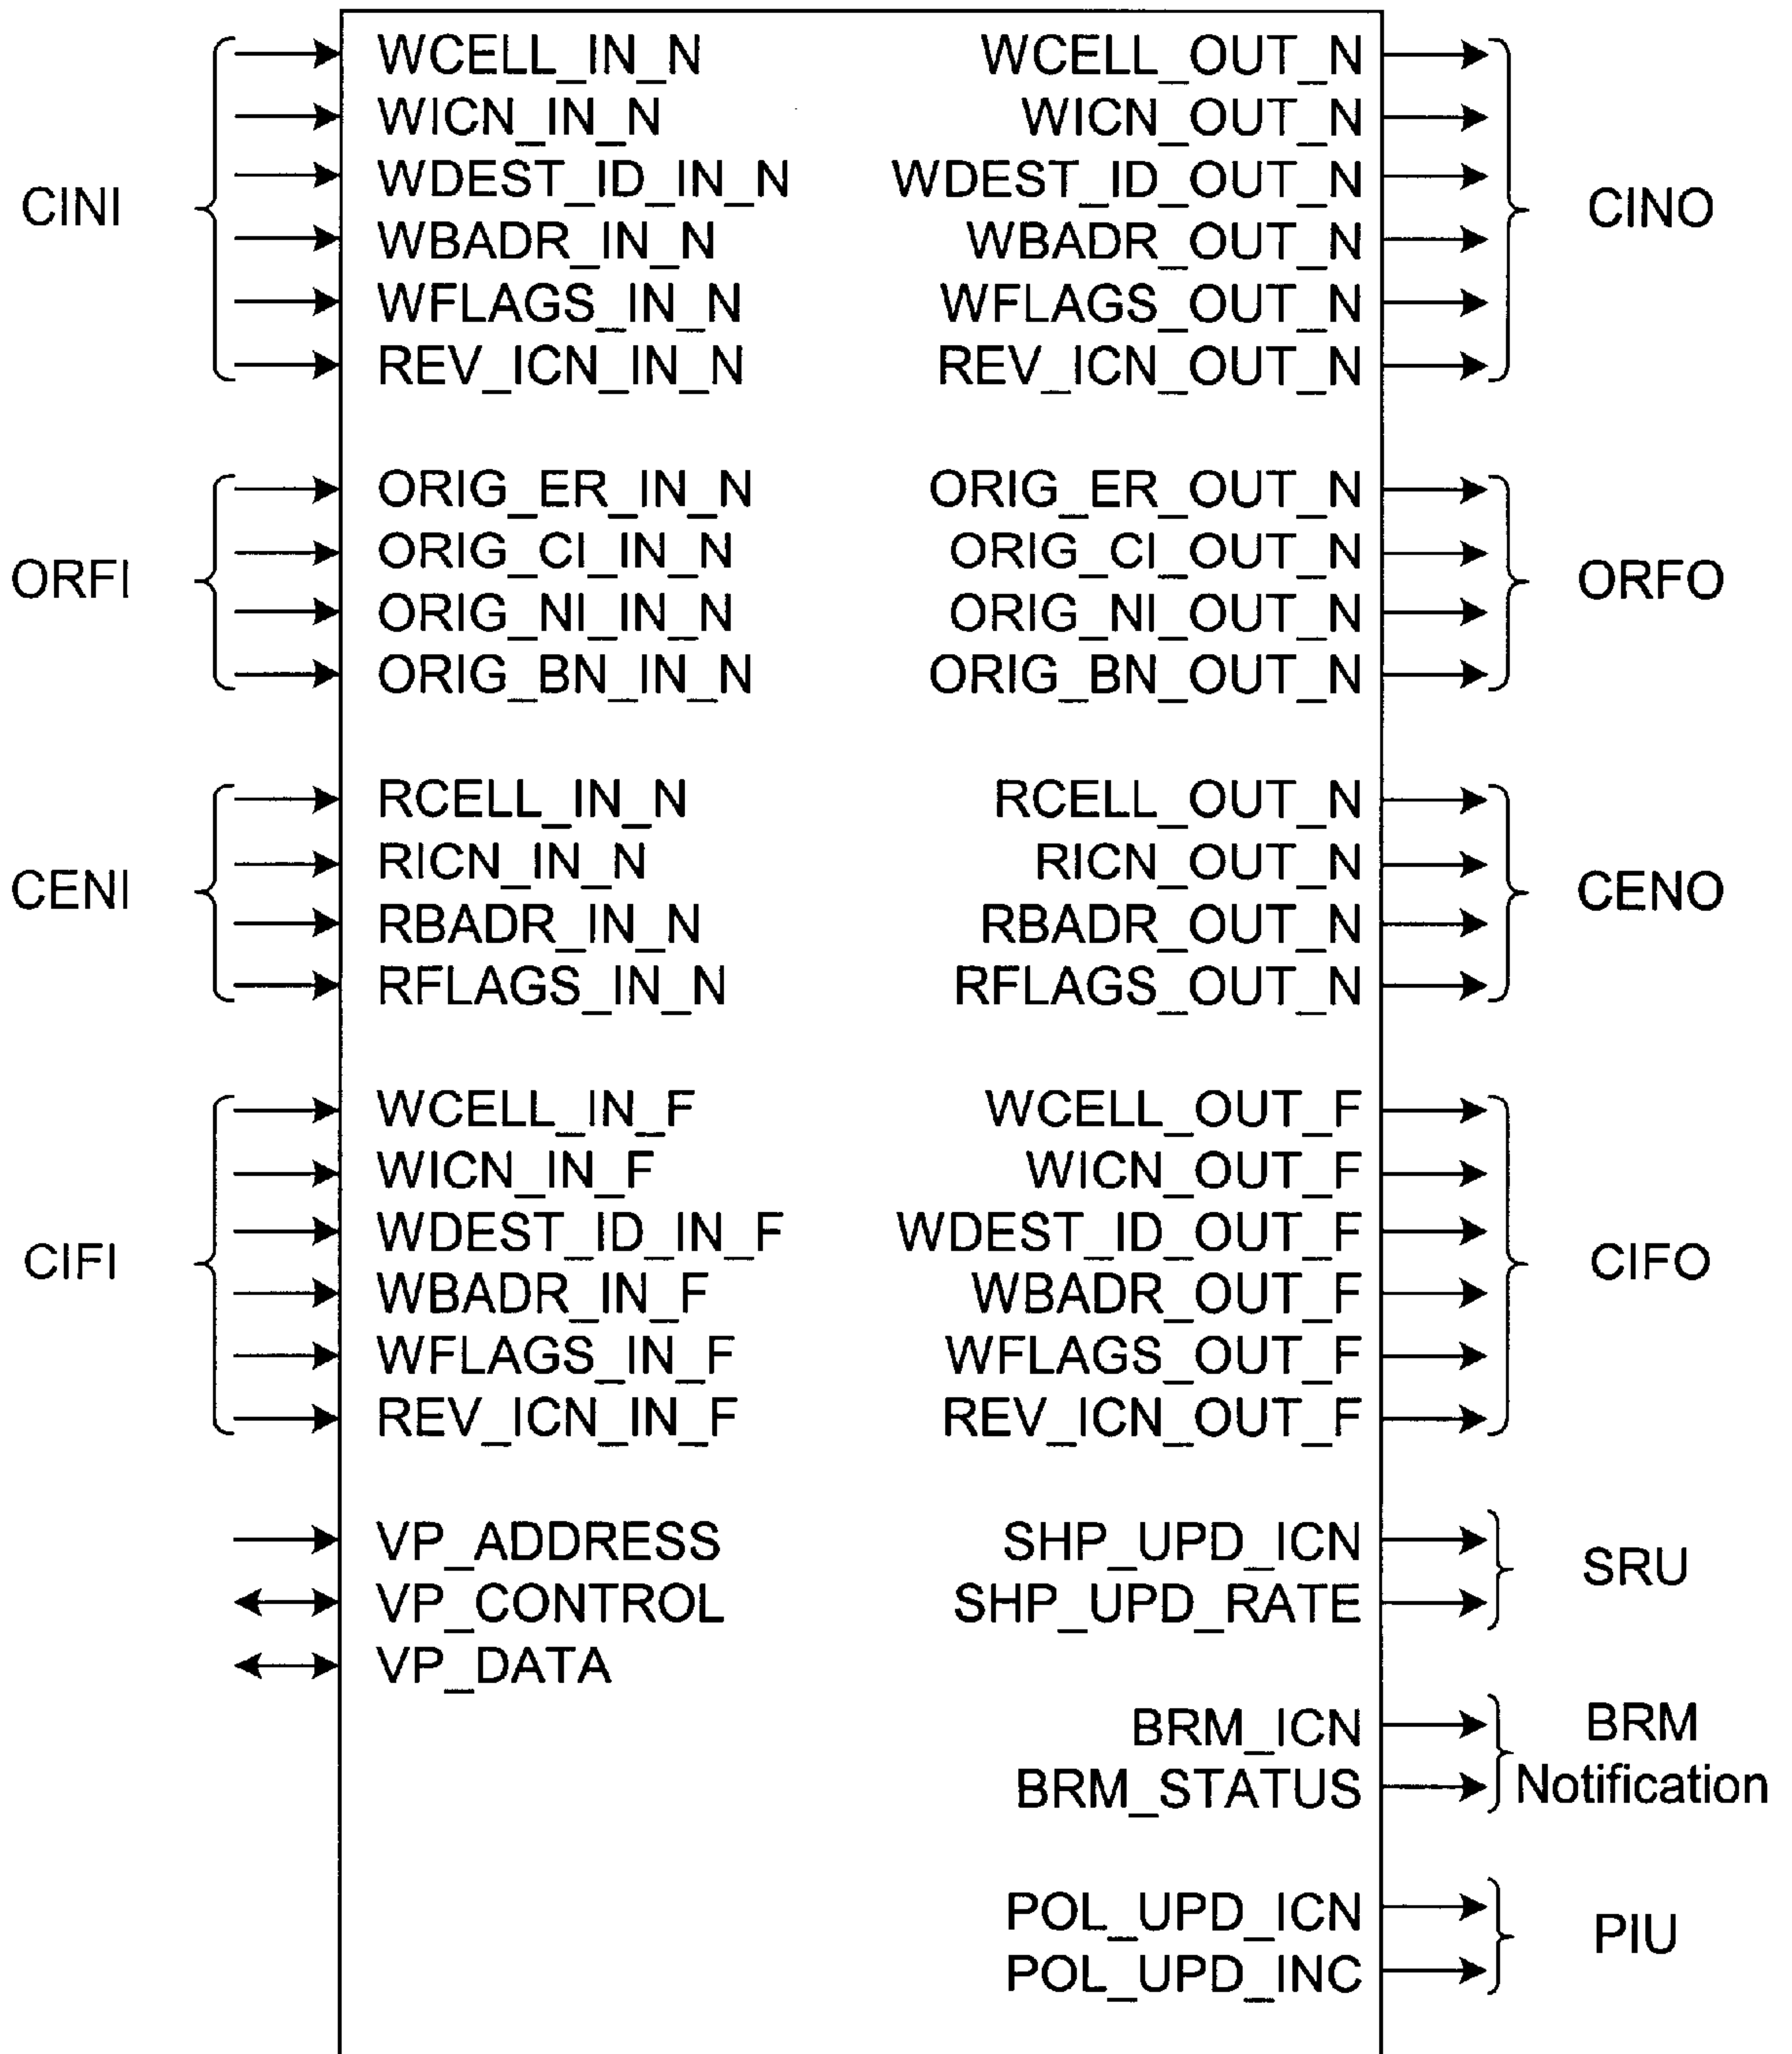 WCELL_IN_N WCELL_OUT_N
WICN_IN_N WICN_OUT_N
WDEST_ID_IN_N WDEST_ID_OUT_N
CINI CINO
WBADR_IN_N WBADR_OUT_N
WFLAGS_IN_N WFLAGS_OUT_N
REV_ICN_IN_N REV_ICN_OUT_N
ORIG_ER_IN_N ORIG_ER_OUT_N
ORIG_CI_IN_N ORIG_CI_OUT_N
ORFI ORFO
ORIG_NI_IN_N ORIG_NI_OUT_N
ORIG_BN_IN_N ORIG_BN_OUT_N
RCELL_IN_N RCELL_OUT_N
RICN_IN_N RICN_OUT_N
CENI CENO
RBADR_IN_N RBADR_OUT_N
RFLAGS_IN_N RFLAGS_OUT_N
WCELL_IN_F WCELL_OUT_F
WICN_IN_F WICN_OUT_F
WDEST_ID_IN_F WDEST_ID_OUT_F
CIFI CIFO
WBADR_IN_F WBADR_OUT_F
WFLAGS_IN_F WFLAGS_OUT_F
REV_ICN_IN_F REV_ICN_OUT_F
VP_ADDRESS SHP_UPD_ICN
SRU
VP_CONTROL SHP_UPD_RATE
VP_DATA
BRM_ICN BRM
BRM_STATUS Notification
POL_UPD_ICN
PIU
POL_UPD_INC